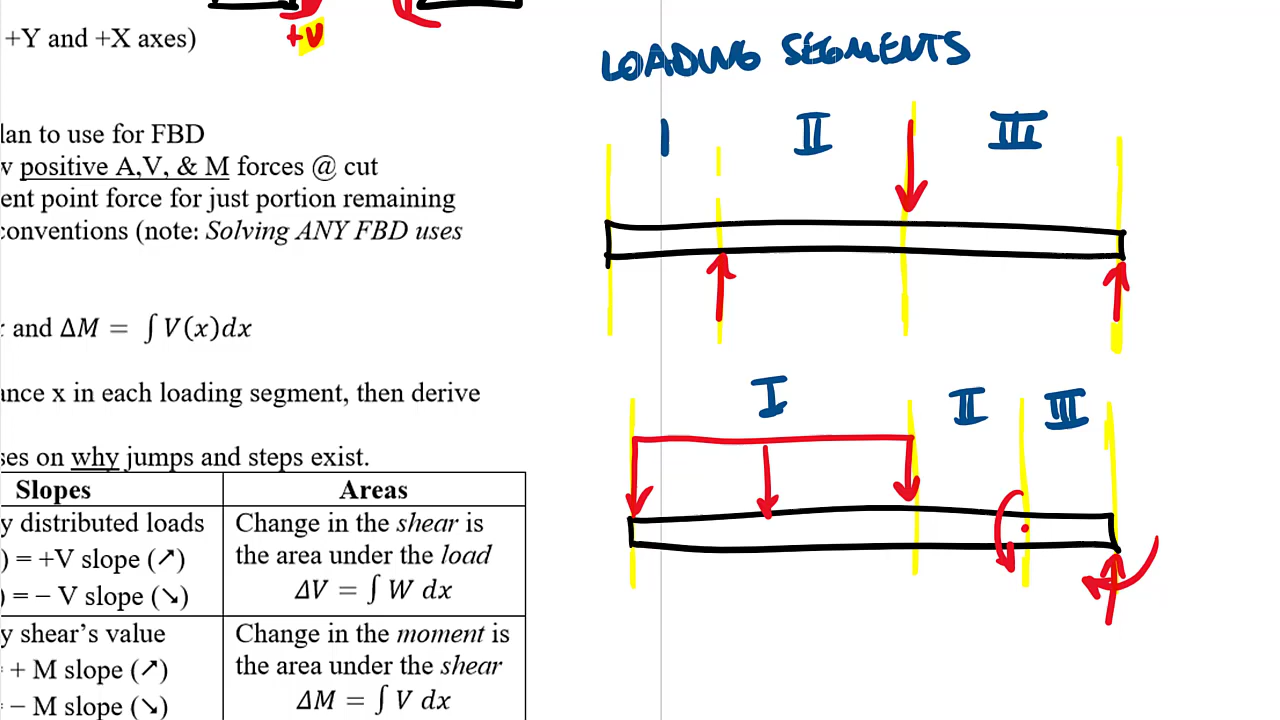 +V
+Y and +X axes)
LOADING SEGMENTS
I II III
lan to use for FBD
v positive A,V, & M forces @ cut
ent point force for just portion remaining
conventions (note: Solving ANY FBD uses
and ΔM = ∫ V(x)dx
ance x in each loading segment, then derive
I II III
ses on why jumps and steps exist.
Slopes Areas
y distributed loads
) = +V slope (↗)
) = − V slope (↘)
Change in the shear is
the area under the load
ΔV = ∫ W dx
y shear's value
= + M slope (↗)
= − M slope (↘)
Change in the moment is
the area under the shear
ΔM = ∫ V dx